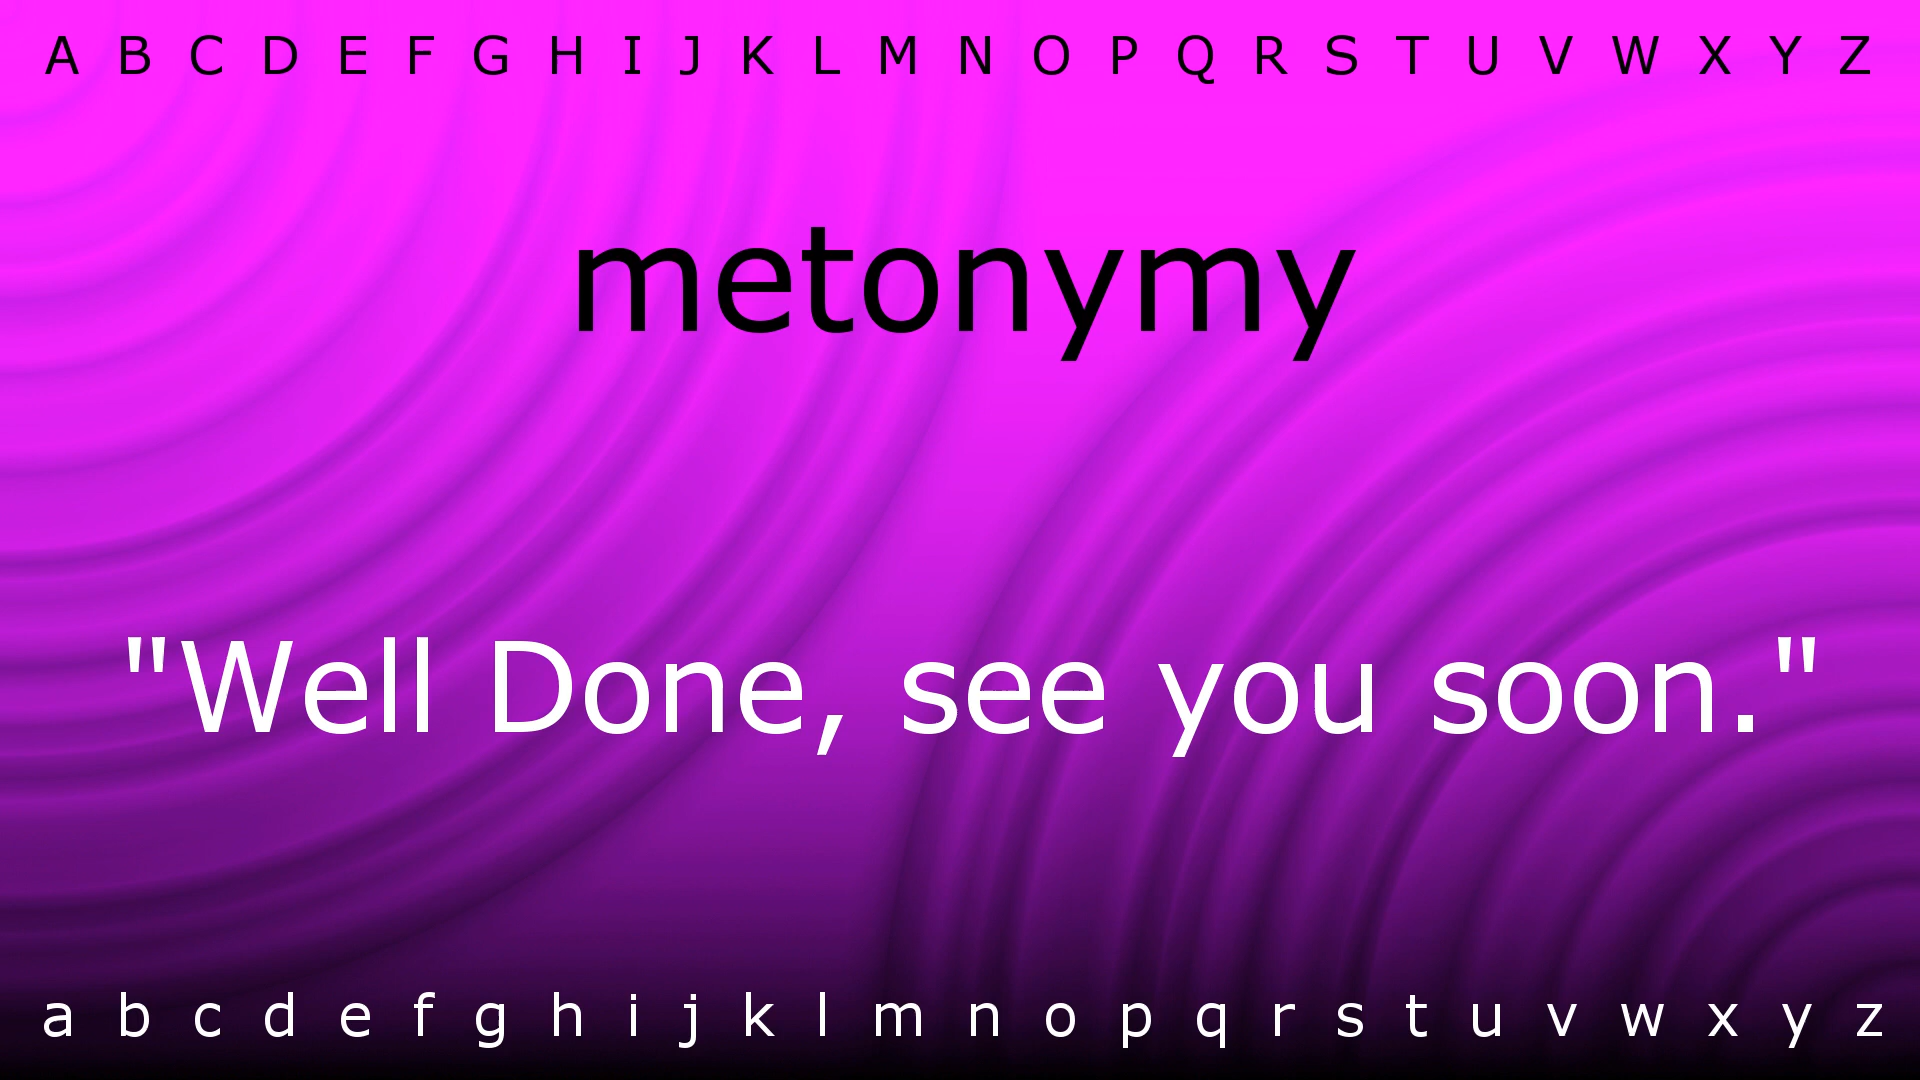 A B C D E F G H I J K L M N O P Q R S T U V W X Y Z
metonymy
"Well Done, see you soon."
a b c d e f g h i j k l m n o p q r s t u v w x y z